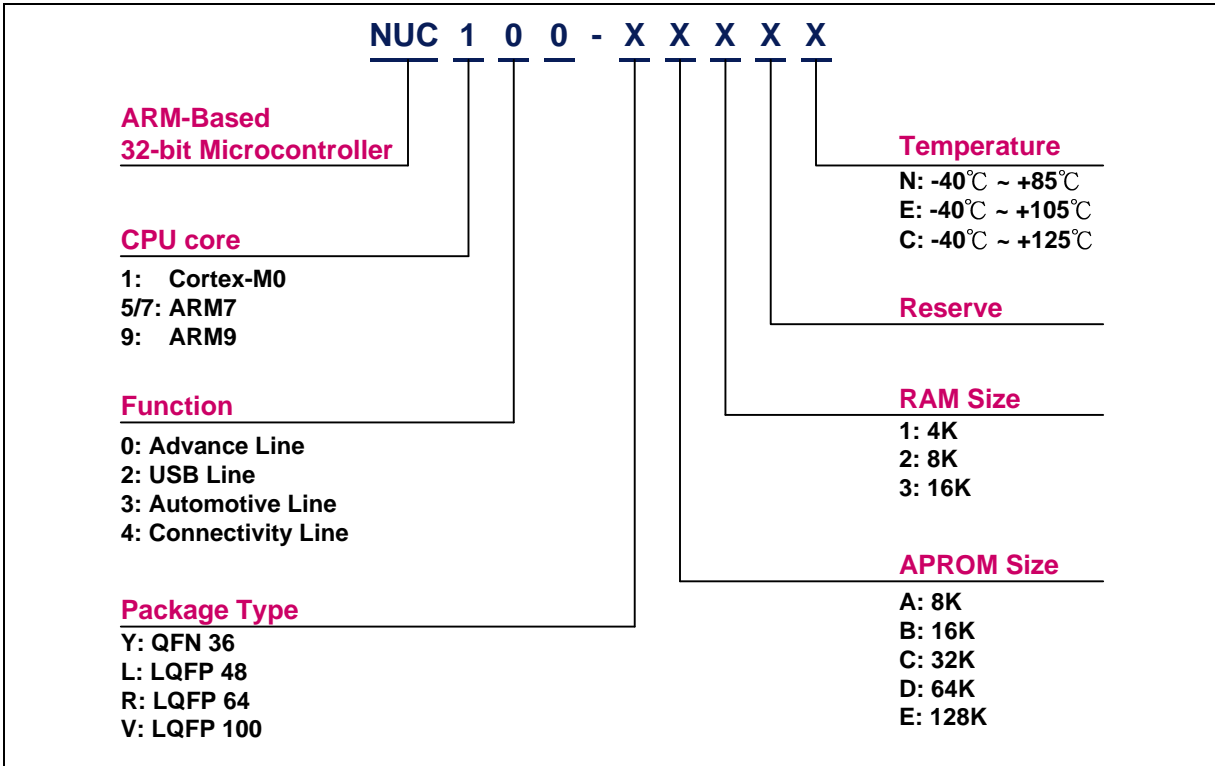 NUC 1 0 0 - X X X X X
ARM-Based
32-bit Microcontroller
CPU core
1: Cortex-M0
5/7: ARM7
9: ARM9
Function
0: Advance Line
2: USB Line
3: Automotive Line
4: Connectivity Line
Package Type
Y: QFN 36
L: LQFP 48
R: LQFP 64
V: LQFP 100
Temperature
N: -40℃ ~ +85℃
E: -40℃ ~ +105℃
C: -40℃ ~ +125℃
Reserve
RAM Size
1: 4K
2: 8K
3: 16K
APROM Size
A: 8K
B: 16K
C: 32K
D: 64K
E: 128K